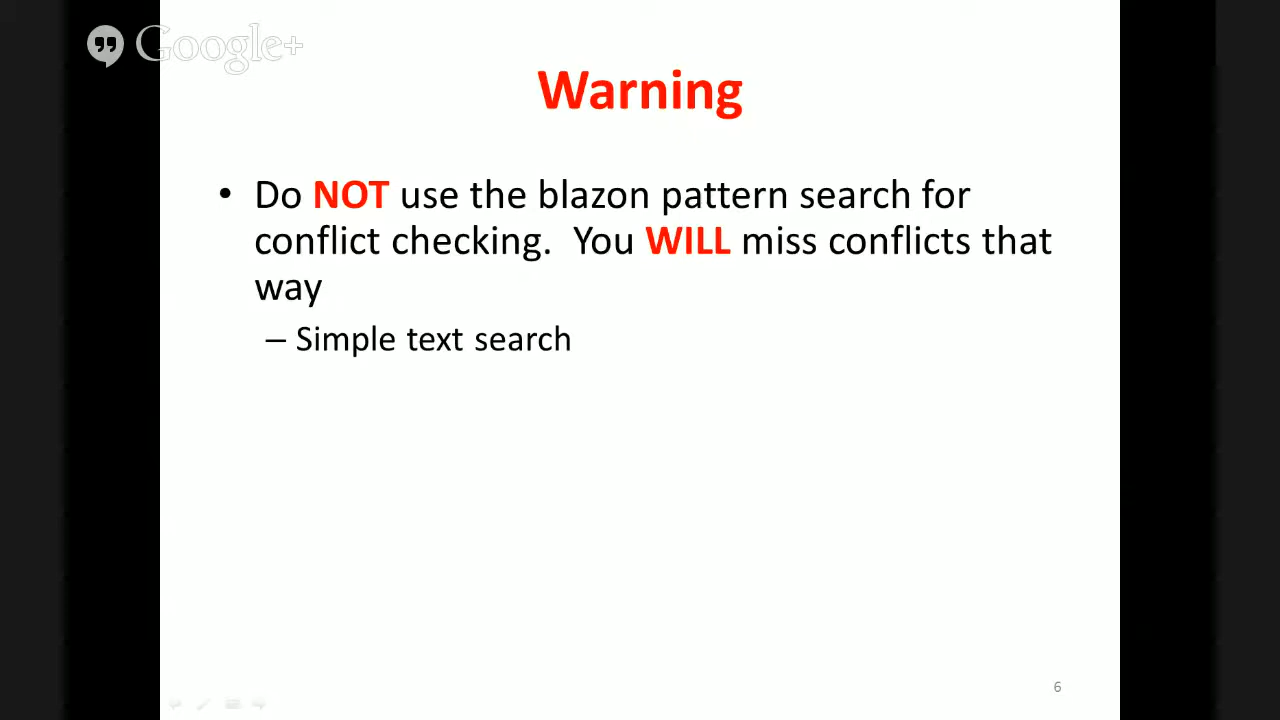 Google+
Warning
• Do NOT use the blazon pattern search for
conflict checking.  You WILL miss conflicts that
way
– Simple text search
6